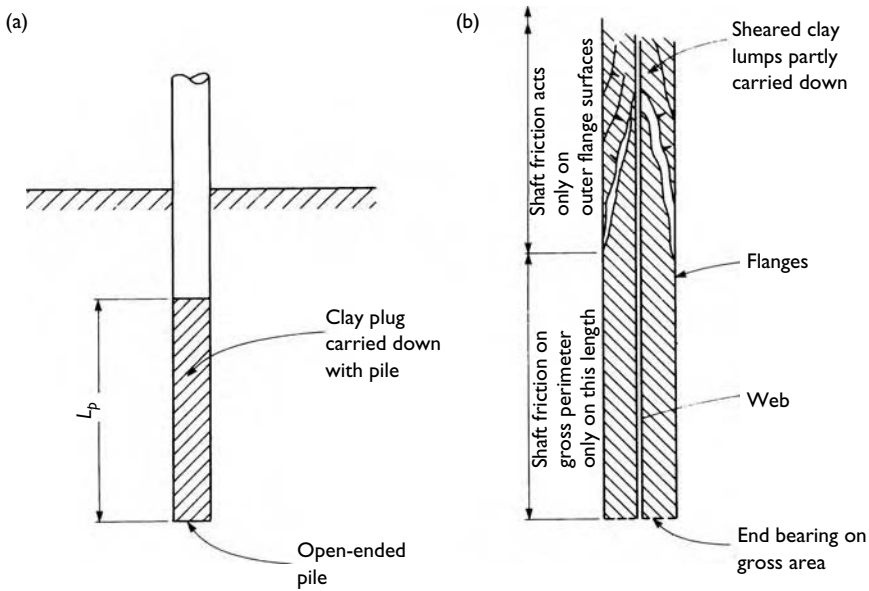 (a)
Clay plug
carried down
with pile
Lp
Open-ended
pile
(b)
Shaft friction acts
only on
outer flange surfaces
Shaft friction on
gross perimeter
only on this length
Sheared clay
lumps partly
carried down
Flanges
Web
End bearing on
gross area